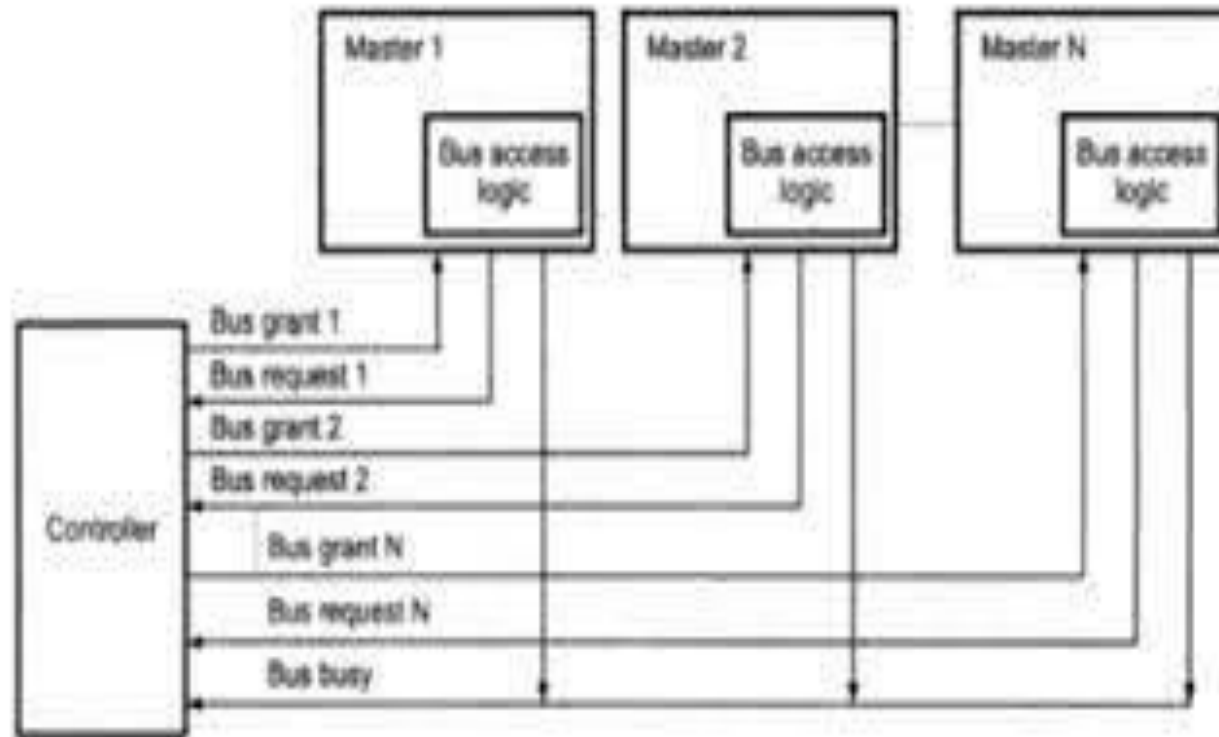 Master 1
Master 2
Master N
Bus access
logic
Bus access
logic
Bus access
logic
Bus grant 1
Bus request 1
Bus grant 2
Bus request 2
Controller
Bus grant N
Bus request N
Bus busy